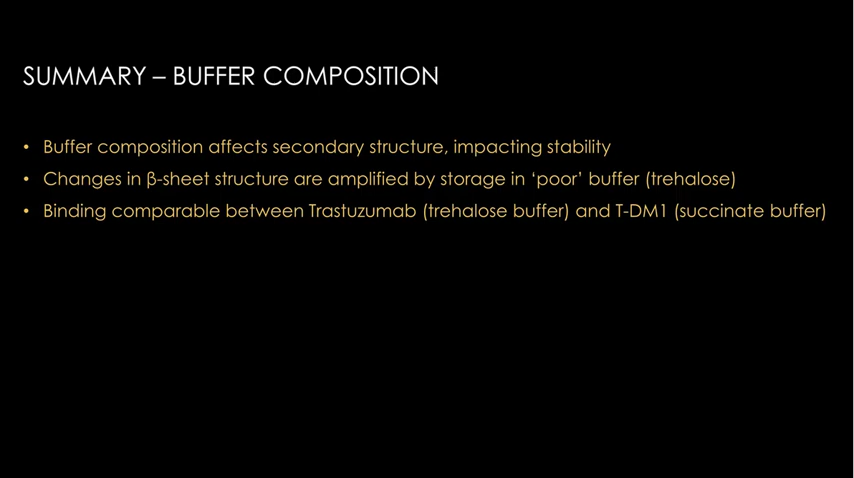 SUMMARY – BUFFER COMPOSITION
• Buffer composition affects secondary structure, impacting stability
• Changes in β-sheet structure are amplified by storage in ‘poor’ buffer (trehalose)
• Binding comparable between Trastuzumab (trehalose buffer) and T-DM1 (succinate buffer)